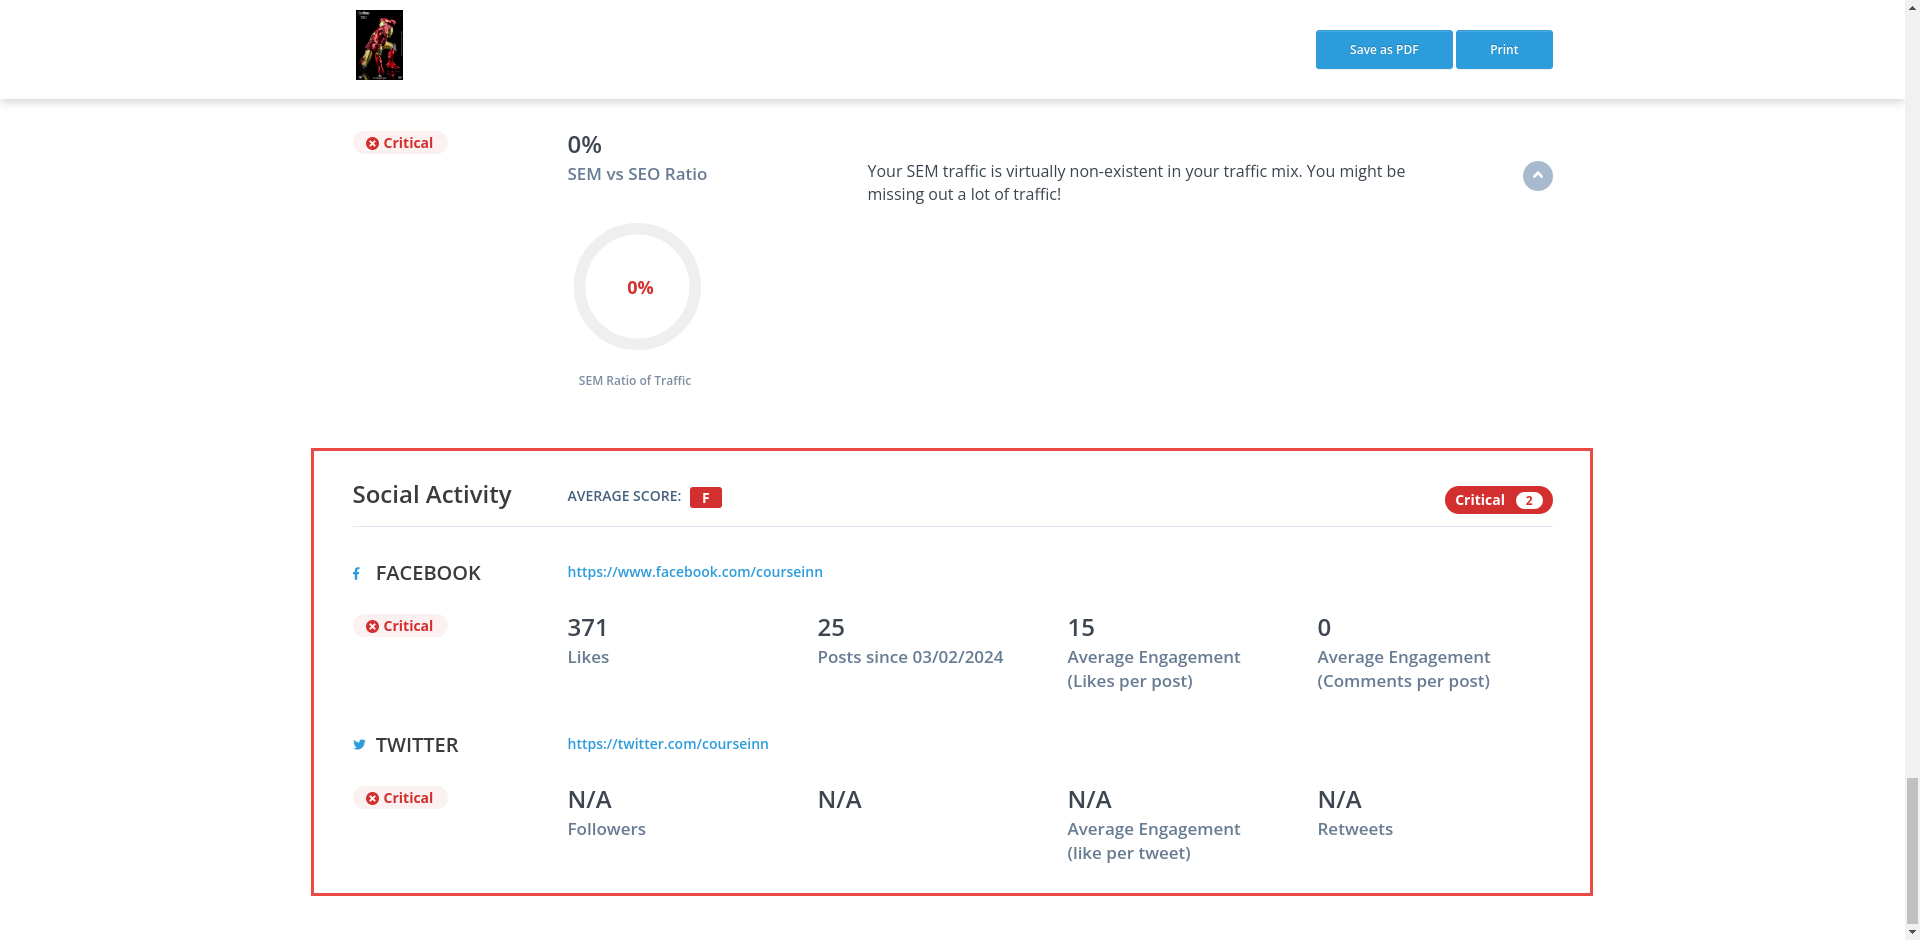 Save as PDF
Print
Critical
0%
SEM vs SEO Ratio
Your SEM traffic is virtually non-existent in your traffic mix. You might be
missing out a lot of traffic!
0%
SEM Ratio of Traffic
Social Activity
AVERAGE SCORE: F
Critical 2
FACEBOOK
https://www.facebook.com/courseinn
Critical
371
Likes
25
Posts since 03/02/2024
15
Average Engagement
(Likes per post)
0
Average Engagement
(Comments per post)
TWITTER
https://twitter.com/courseinn
Critical
N/A
Followers
N/A
N/A
Average Engagement
(like per tweet)
N/A
Retweets